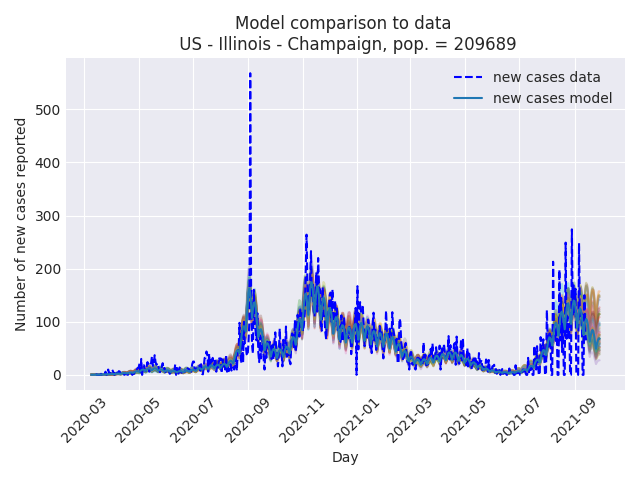 Model comparison to data
US - Illinois - Champaign, pop. = 209689
new cases data
new cases model
Number of new cases reported
500
400
300
200
100
0
2020-03
2020-05
2020-07
2020-09
2020-11
2021-01
2021-03
2021-05
2021-07
2021-09
Day